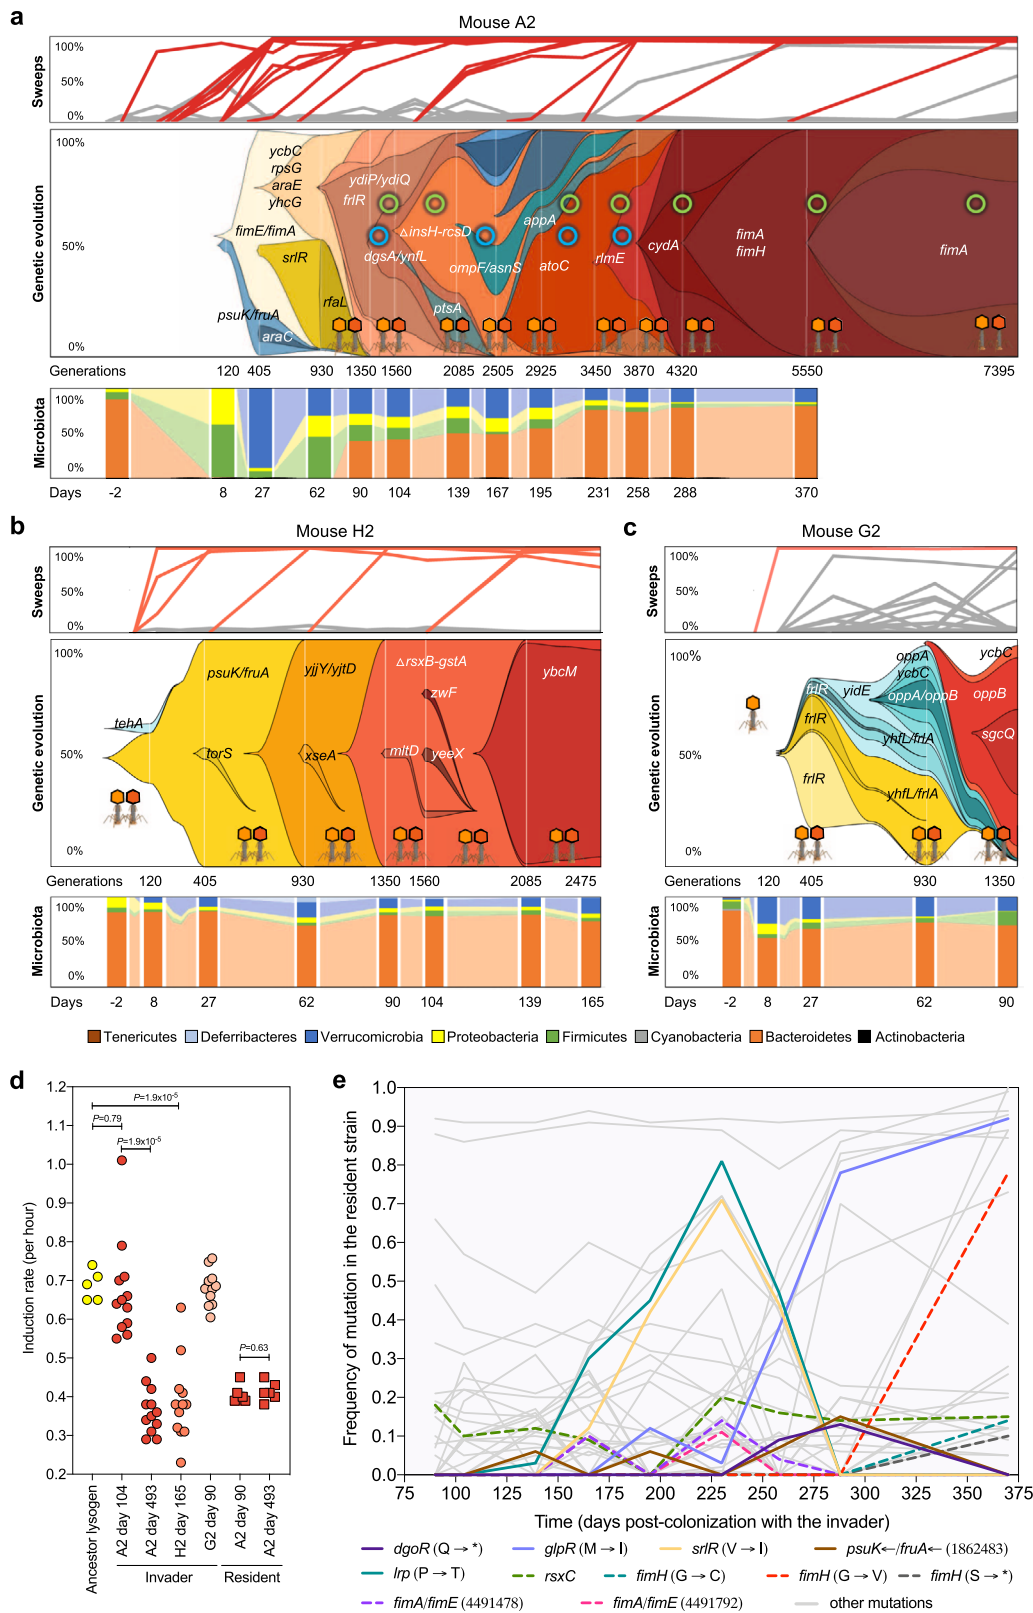 a
Mouse A2
Sweeps
100%
50%
0%
Genetic evolution
100%
50%
0%
ycbC
rpsG
araE
yhcG
fimE/fimA
srlR
psuK/fruA
araC
rfaL
ydiP/ydiQ
frlR
△insH-rcsD
dgsA/ynfL
ompF/asnS
ptsA
appA
atoC
rlmE
cydA
fimA
fimH
fimA
Generations 120 405 930 1350 1560 2085 2505 2925 3450 3870 4320 5550 7395
Microbiota
100%
50%
0%
Days -2 8 27 62 90 104 139 167 195 231 258 288 370
b
Mouse H2
Sweeps
100%
50%
0%
Genetic evolution
100%
50%
0%
tehA
psuK/fruA
torS
yjjY/yjtD
xseA
△rsxB-gstA
zwF
mltD
yeeX
ybcM
Generations 120 405 930 1350 1560 2085 2475
Microbiota
100%
50%
0%
Days -2 8 27 62 90 104 139 165
c
Mouse G2
Sweeps
100%
50%
0%
Genetic evolution
100%
50%
0%
frlR
frlR
frlR
yidE
oppA
ycbC
oppA/oppB
yhfL/frlA
yhfL/frlA
ycbC
oppB
sgcQ
Generations 120 405 930 1350
Microbiota
100%
50%
0%
Days -2 8 27 62 90
Tenericutes Deferribacteres Verrucomicrobia Proteobacteria Firmicutes Cyanobacteria Bacteroidetes Actinobacteria
d
Induction rate (per hour)
1.2
1.1
1.0
0.9
0.8
0.7
0.6
0.5
0.4
0.3
0.2
P=1.9x10-5
P=0.79
P=1.9x10-5
P=0.63
Ancestor lysogen
A2 day 104
A2 day 493
H2 day 165
G2 day 90
A2 day 90
A2 day 493
Invader
Resident
e
Frequency of mutation in the resident strain
1.0
0.9
0.8
0.7
0.6
0.5
0.4
0.3
0.2
0.1
0.0
75 100 125 150 175 200 225 250 275 300 325 350 375
Time (days post-colonization with the invader)
dgoR (Q → *) glpR (M → I) srlR (V → I) psuK←/fruA← (1862483)
lrp (P → T) rsxC fimH (G → C) fimH (G → V) fimH (S → *)
fimA/fimE (4491478) fimA/fimE (4491792) other mutations